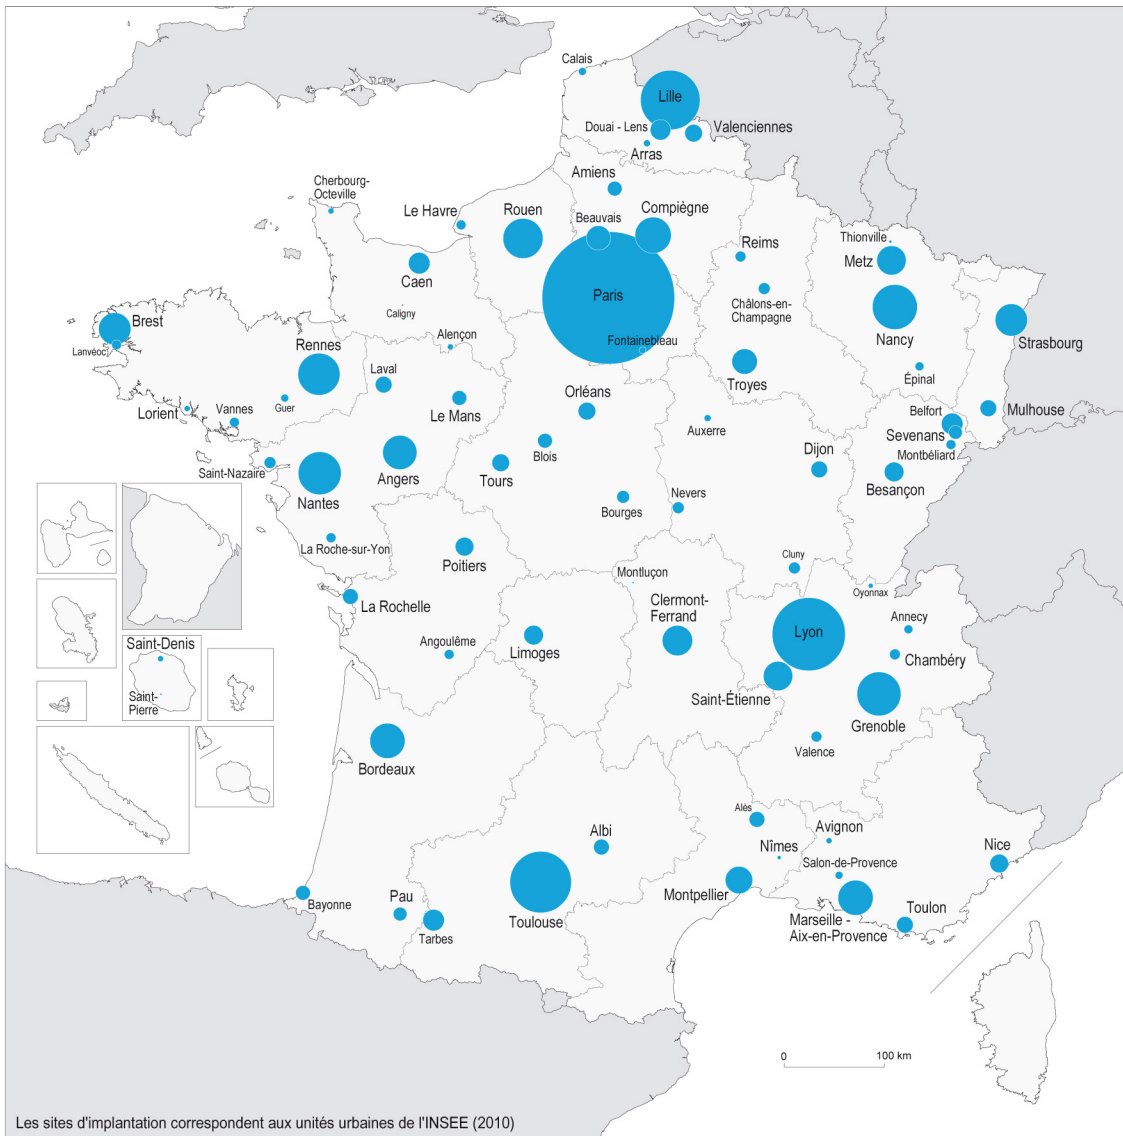 Calais
Lille
Douai - Lens
Valenciennes
Arras
Amiens
Cherbourg-
Octeville
Le Havre
Rouen
Beauvais
Compiègne
Reims
Thionville
Metz
Caen
Paris
Châlons-en-
Champagne
Caligny
Brest
Lanvéoc
Rennes
Alençon
Fontainebleau
Nancy
Strasbourg
Troyes
Épinal
Laval
Orléans
Lorient
Vannes
Guer
Le Mans
Auxerre
Belfort
Mulhouse
Sevenans
Montbéliard
Saint-Nazaire
Nantes
Angers
Tours
Blois
Dijon
Besançon
Bourges
Nevers
La Roche-sur-Yon
Poitiers
Cluny
Montluçon
Oyonnax
La Rochelle
Clermont-
Ferrand
Lyon
Annecy
Saint-Denis
Angoulême
Limoges
Chambéry
Saint-
Pierre
Saint-Étienne
Grenoble
Bordeaux
Valence
Alès
Albi
Avignon
Nîmes
Nice
Salon-de-Provence
Montpellier
Bayonne
Pau
Tarbes
Toulouse
Marseille -
Aix-en-Provence
Toulon
0 100 km
Les sites d'implantation correspondent aux unités urbaines de l'INSEE (2010)